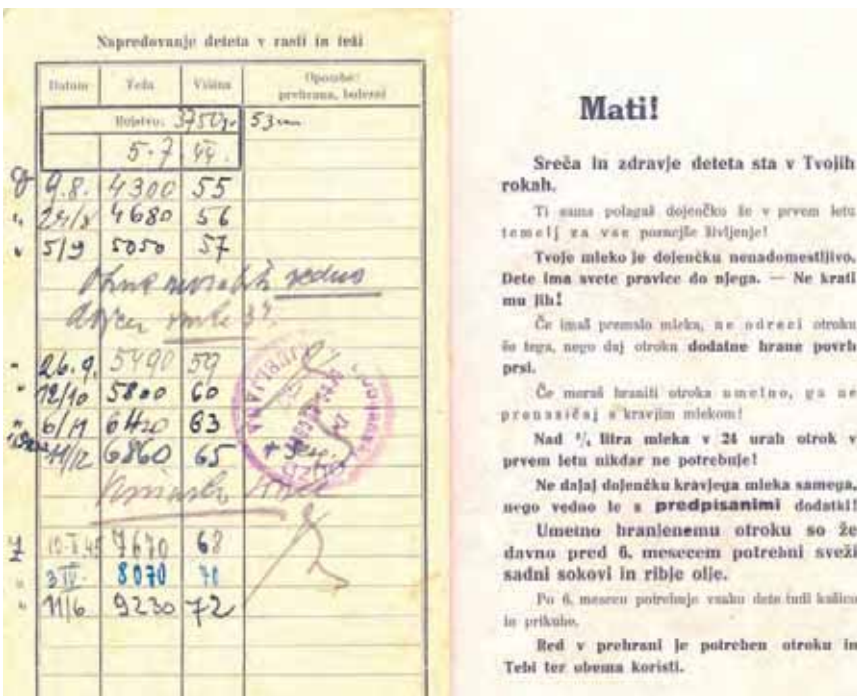 Napredovanje deteta v rasti in teži
Datum Teža Višina Opombe: prehrana, bolezni
Rojstvo: 3750 gr. 53 cm
5. 7 44.
9.8. 4300 55
24/8 4680 56
5/9 5050 57
redno
26.9. 5490 59
12/10 5800 60
6/11 6420 63
11/12 6860 65
LJUBLJANA
10. I. 45 7670 68
3 IV. 8070 70
11/6 9230 72
Mati!
Sreča in zdravje deteta sta v Tvojih
rokah.
Ti sama polagaš dojenčku že v prvem letu
temelj za vse poznejše življenje!
Tvoje mleko je dojenčku nenadomestljivo.
Dete ima svete pravice do njega. — Ne krati
mu jih!
Če imaš premalo mleka, ne odreci otroku
še tega, nego daj otroku dodatne hrane povrh
prsi.
Če moraš hraniti otroka umetno, ga ne
prenasičaj s kravjim mlekom!
Nad ³/₄ litra mleka v 24 urah otrok v
prvem letu nikdar ne potrebuje!
Ne dajaj dojenčku kravjega mleka samega,
nego vedno le s predpisanimi dodatki!
Umetno hranjenemu otroku so že
davno pred 6. mesecem potrebni sveži
sadni sokovi in ribje olje.
Po 6. mesecu potrebuje vsako dete tudi kašico
in prikuho.
Red v prehrani je potreben otroku in
Tebi ter obema koristi.